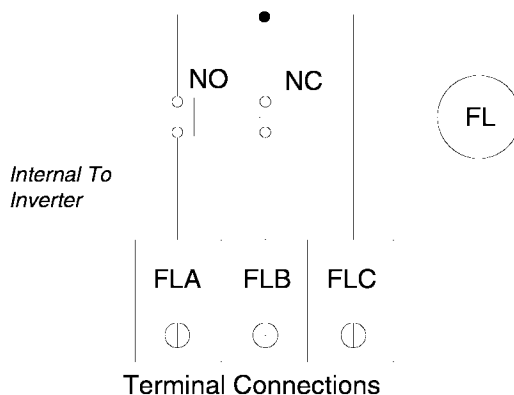 NO NC
FL
Internal To
Inverter
FLA FLB FLC
Terminal Connections